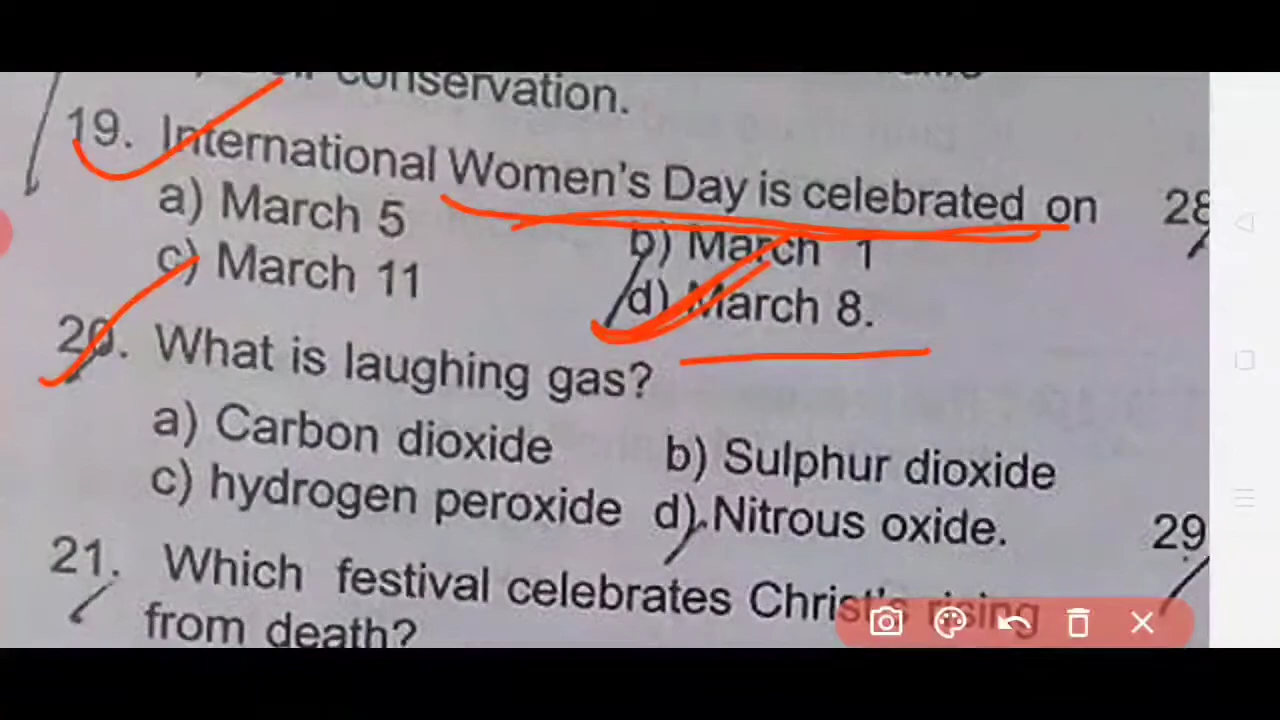 conservation.
19. International Women's Day is celebrated on
a) March 5
b) March 1
c) March 11
d) March 8.
20. What is laughing gas?
a) Carbon dioxide b) Sulphur dioxide
c) hydrogen peroxide d) Nitrous oxide.
21. Which festival celebrates Christ's rising
from death?
28
29